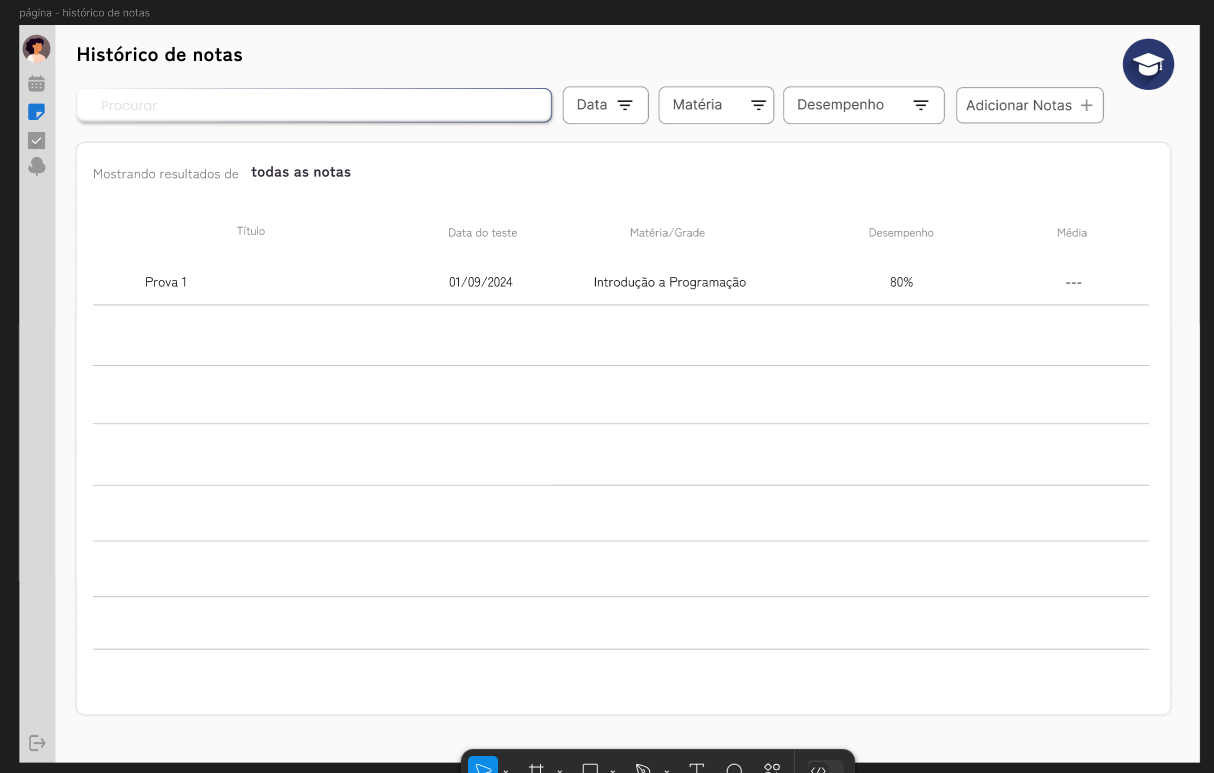 página - histórico de notas
Histórico de notas
Procurar
Data
Matéria
Desempenho
Adicionar Notas +
Mostrando resultados de todas as notas
Título Data do teste Matéria/Grade Desempenho Média
Prova 1 01/09/2024 Introdução a Programação 80% ---